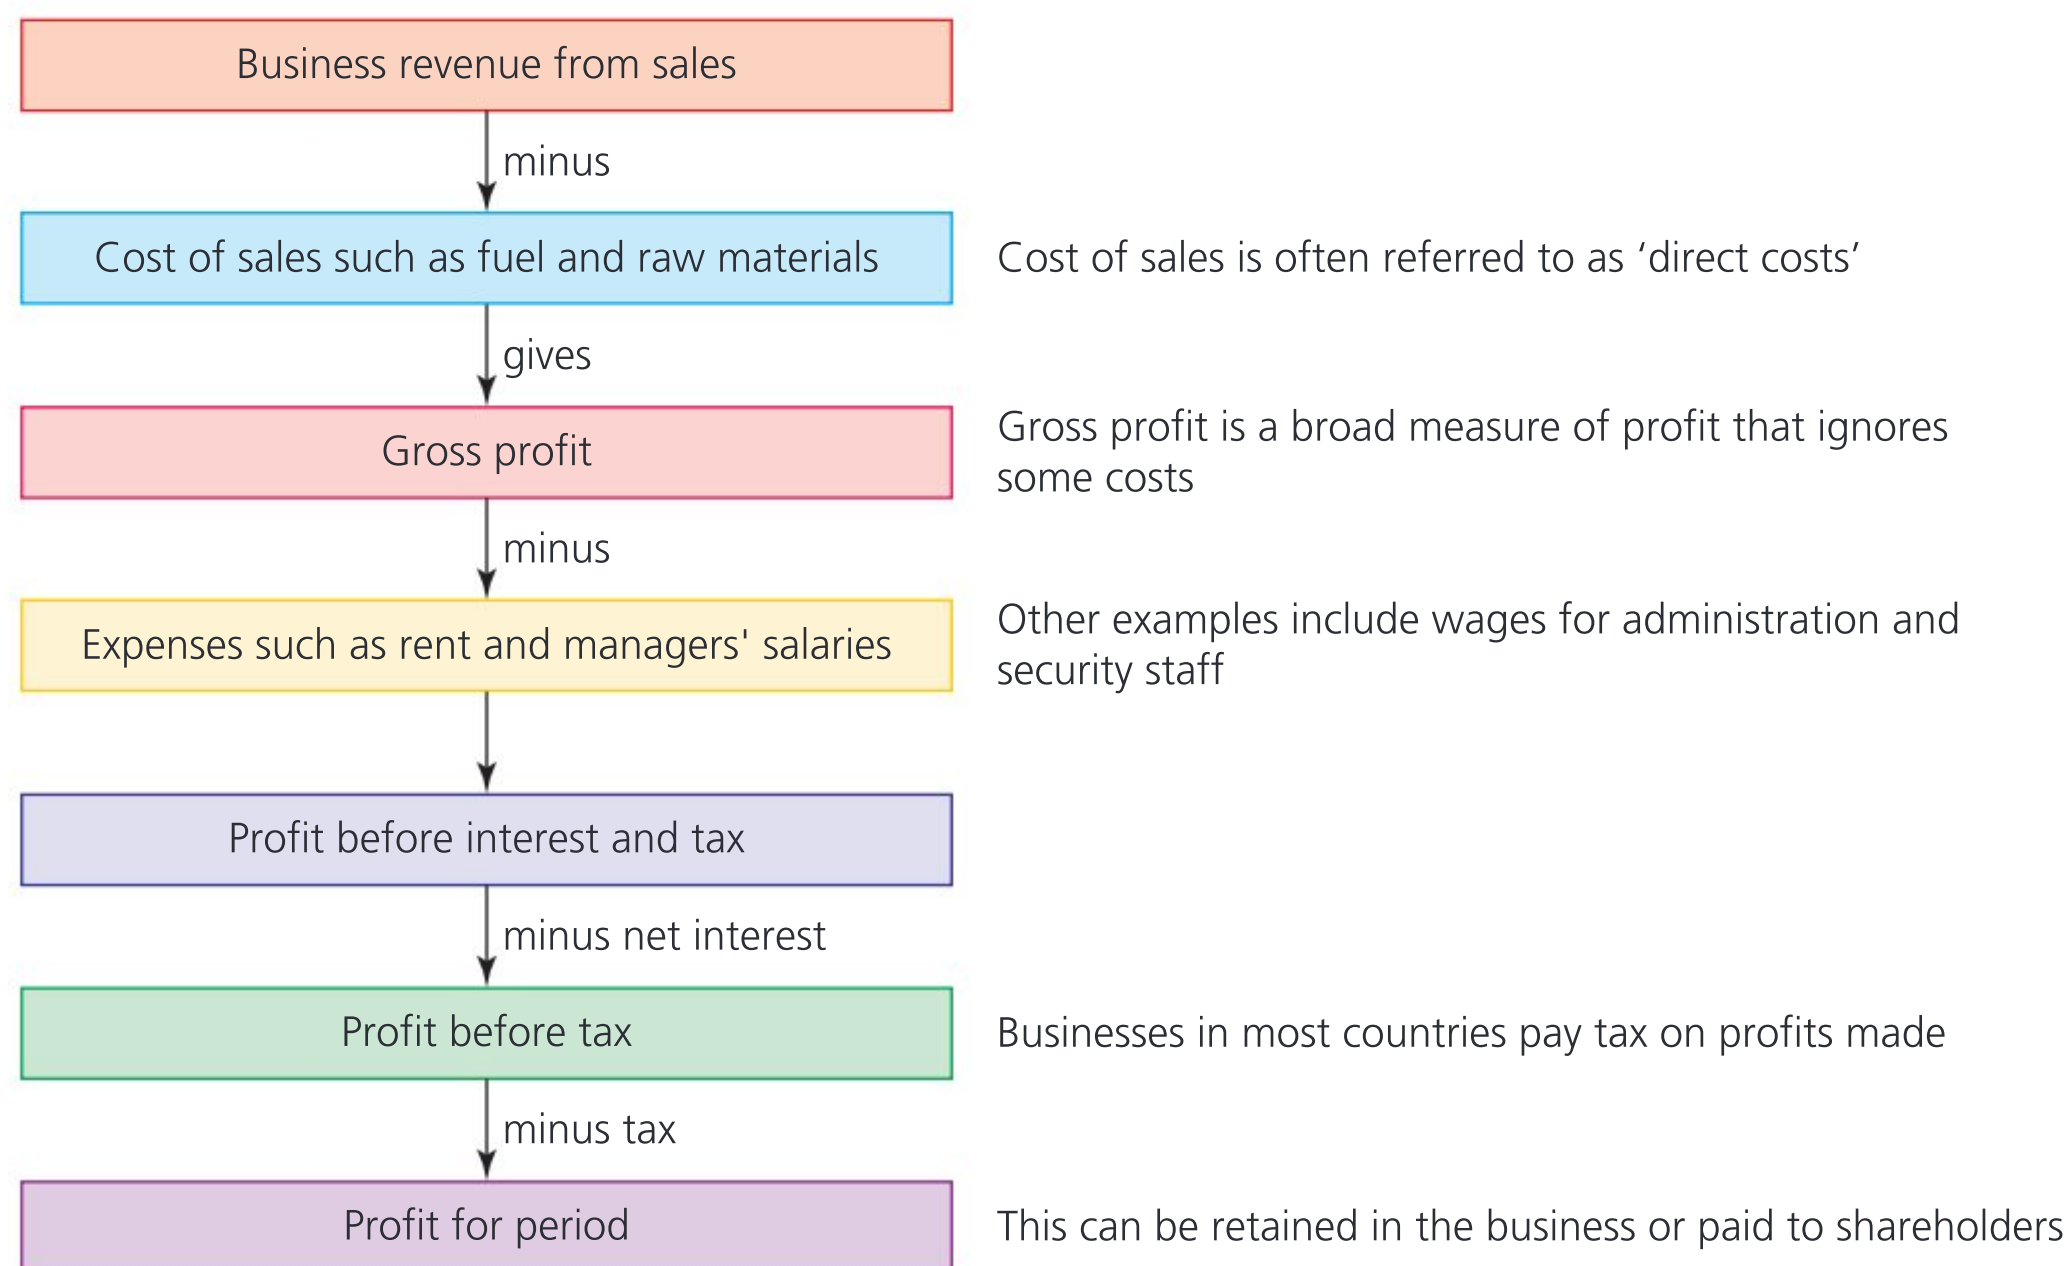 Business revenue from sales
minus
Cost of sales such as fuel and raw materials
Cost of sales is often referred to as ‘direct costs’
gives
Gross profit
Gross profit is a broad measure of profit that ignores
some costs
minus
Expenses such as rent and managers' salaries
Other examples include wages for administration and
security staff
Profit before interest and tax
minus net interest
Profit before tax
Businesses in most countries pay tax on profits made
minus tax
Profit for period
This can be retained in the business or paid to shareholders